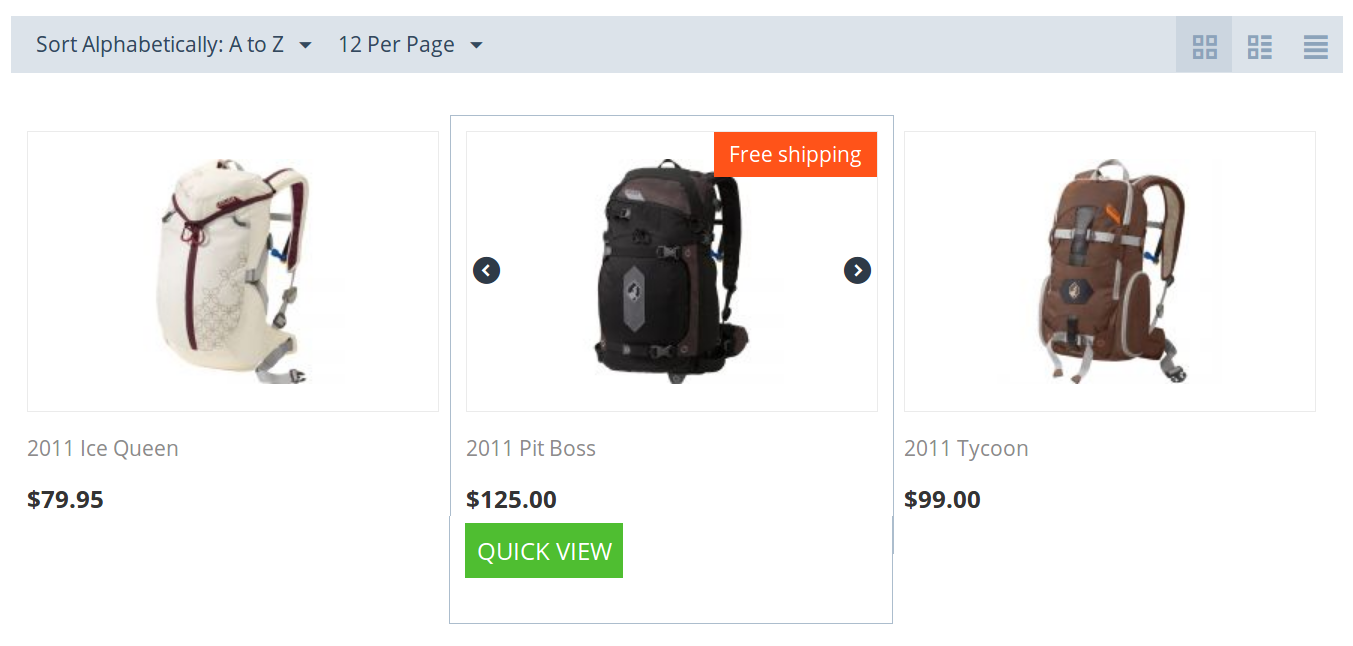 Sort Alphabetically: A to Z 12 Per Page
Free shipping
2011 Ice Queen 2011 Pit Boss 2011 Tycoon
$79.95 $125.00 $99.00
QUICK VIEW